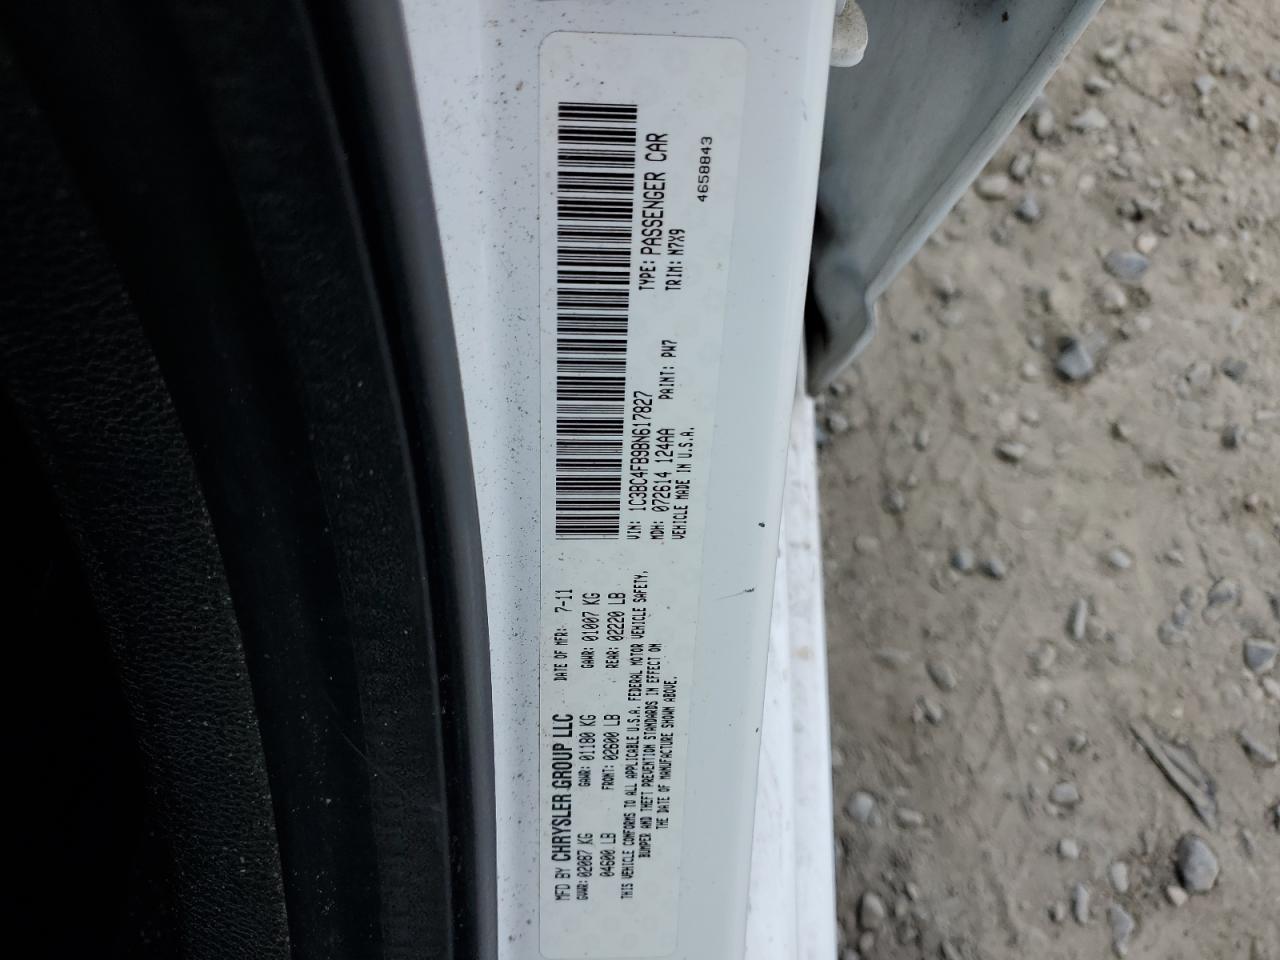 MFD BY CHRYSLER GROUP LLC DATE OF MFR: 7-11
GVWR: 02087 KG GAWR: 01180 KG GAWR: 01007 KG
04600 LB FRONT: 02600 LB REAR: 02220 LB
THIS VEHICLE CONFORMS TO ALL APPLICABLE U.S.A. FEDERAL MOTOR VEHICLE SAFETY,
BUMPER AND THEFT PREVENTION STANDARDS IN EFFECT ON
THE DATE OF MANUFACTURE SHOWN ABOVE.
VIN: 1C3BC4FB9BN617827 TYPE: PASSENGER CAR
MDH: 072614 124AA PAINT: PW7 TRIM: N7X9
VEHICLE MADE IN U.S.A.
4658843